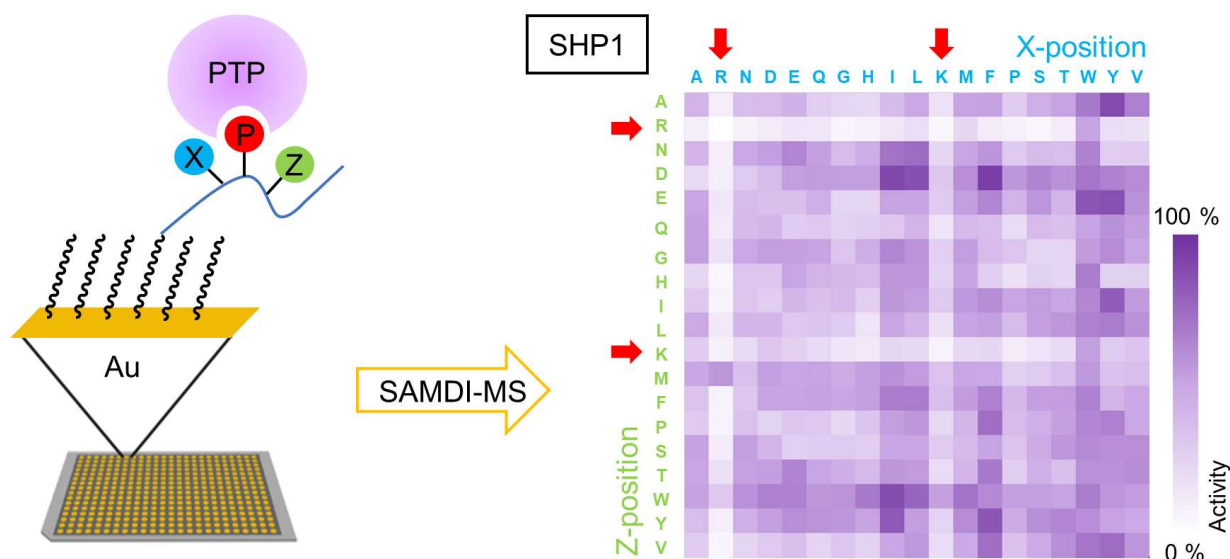 PTP
P
X
Z
Au
SAMDI-MS
SHP1
X-position
A R N D E Q G H I L K M F P S T W Y V
A
R
N
D
E
Q
G
H
I
L
K
M
F
P
S
T
W
Y
V
Z-position
100 %
Activity
0 %